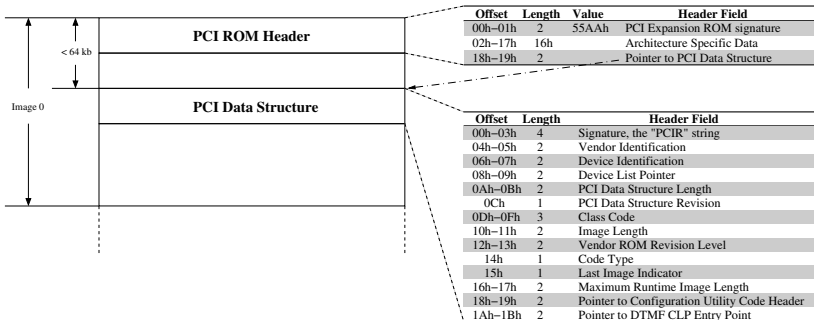 PCI ROM Header
< 64 kb
Image 0
PCI Data Structure
Offset Length Value Header Field
00h−01h 2 55AAh PCI Expansion ROM signature
02h−17h 16h Architecture Specific Data
18h−19h 2 Pointer to PCI Data Structure
Offset Length Header Field
00h−03h 4 Signature, the "PCIR" string
04h−05h 2 Vendor Identification
06h−07h 2 Device Identification
08h−09h 2 Device List Pointer
0Ah−0Bh 2 PCI Data Structure Length
0Ch 1 PCI Data Structure Revision
0Dh−0Fh 3 Class Code
10h−11h 2 Image Length
12h−13h 2 Vendor ROM Revision Level
14h 1 Code Type
15h 1 Last Image Indicator
16h−17h 2 Maximum Runtime Image Length
18h−19h 2 Pointer to Configuration Utility Code Header
1Ah−1Bh 2 Pointer to DTMF CLP Entry Point